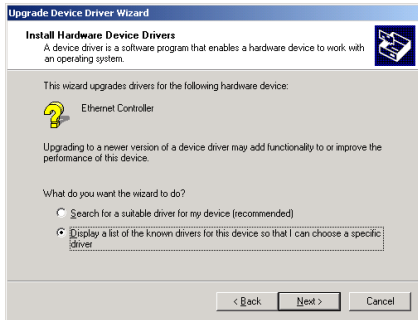 Upgrade Device Driver Wizard
Install Hardware Device Drivers
A device driver is a software program that enables a hardware device to work with
an operating system.
This wizard upgrades drivers for the following hardware device:
Ethernet Controller
Upgrading to a newer version of a device driver may add functionality to or improve the
performance of this device.
What do you want the wizard to do?
Search for a suitable driver for my device (recommended)
Display a list of the known drivers for this device so that I can choose a specific
driver
< Back
Next >
Cancel